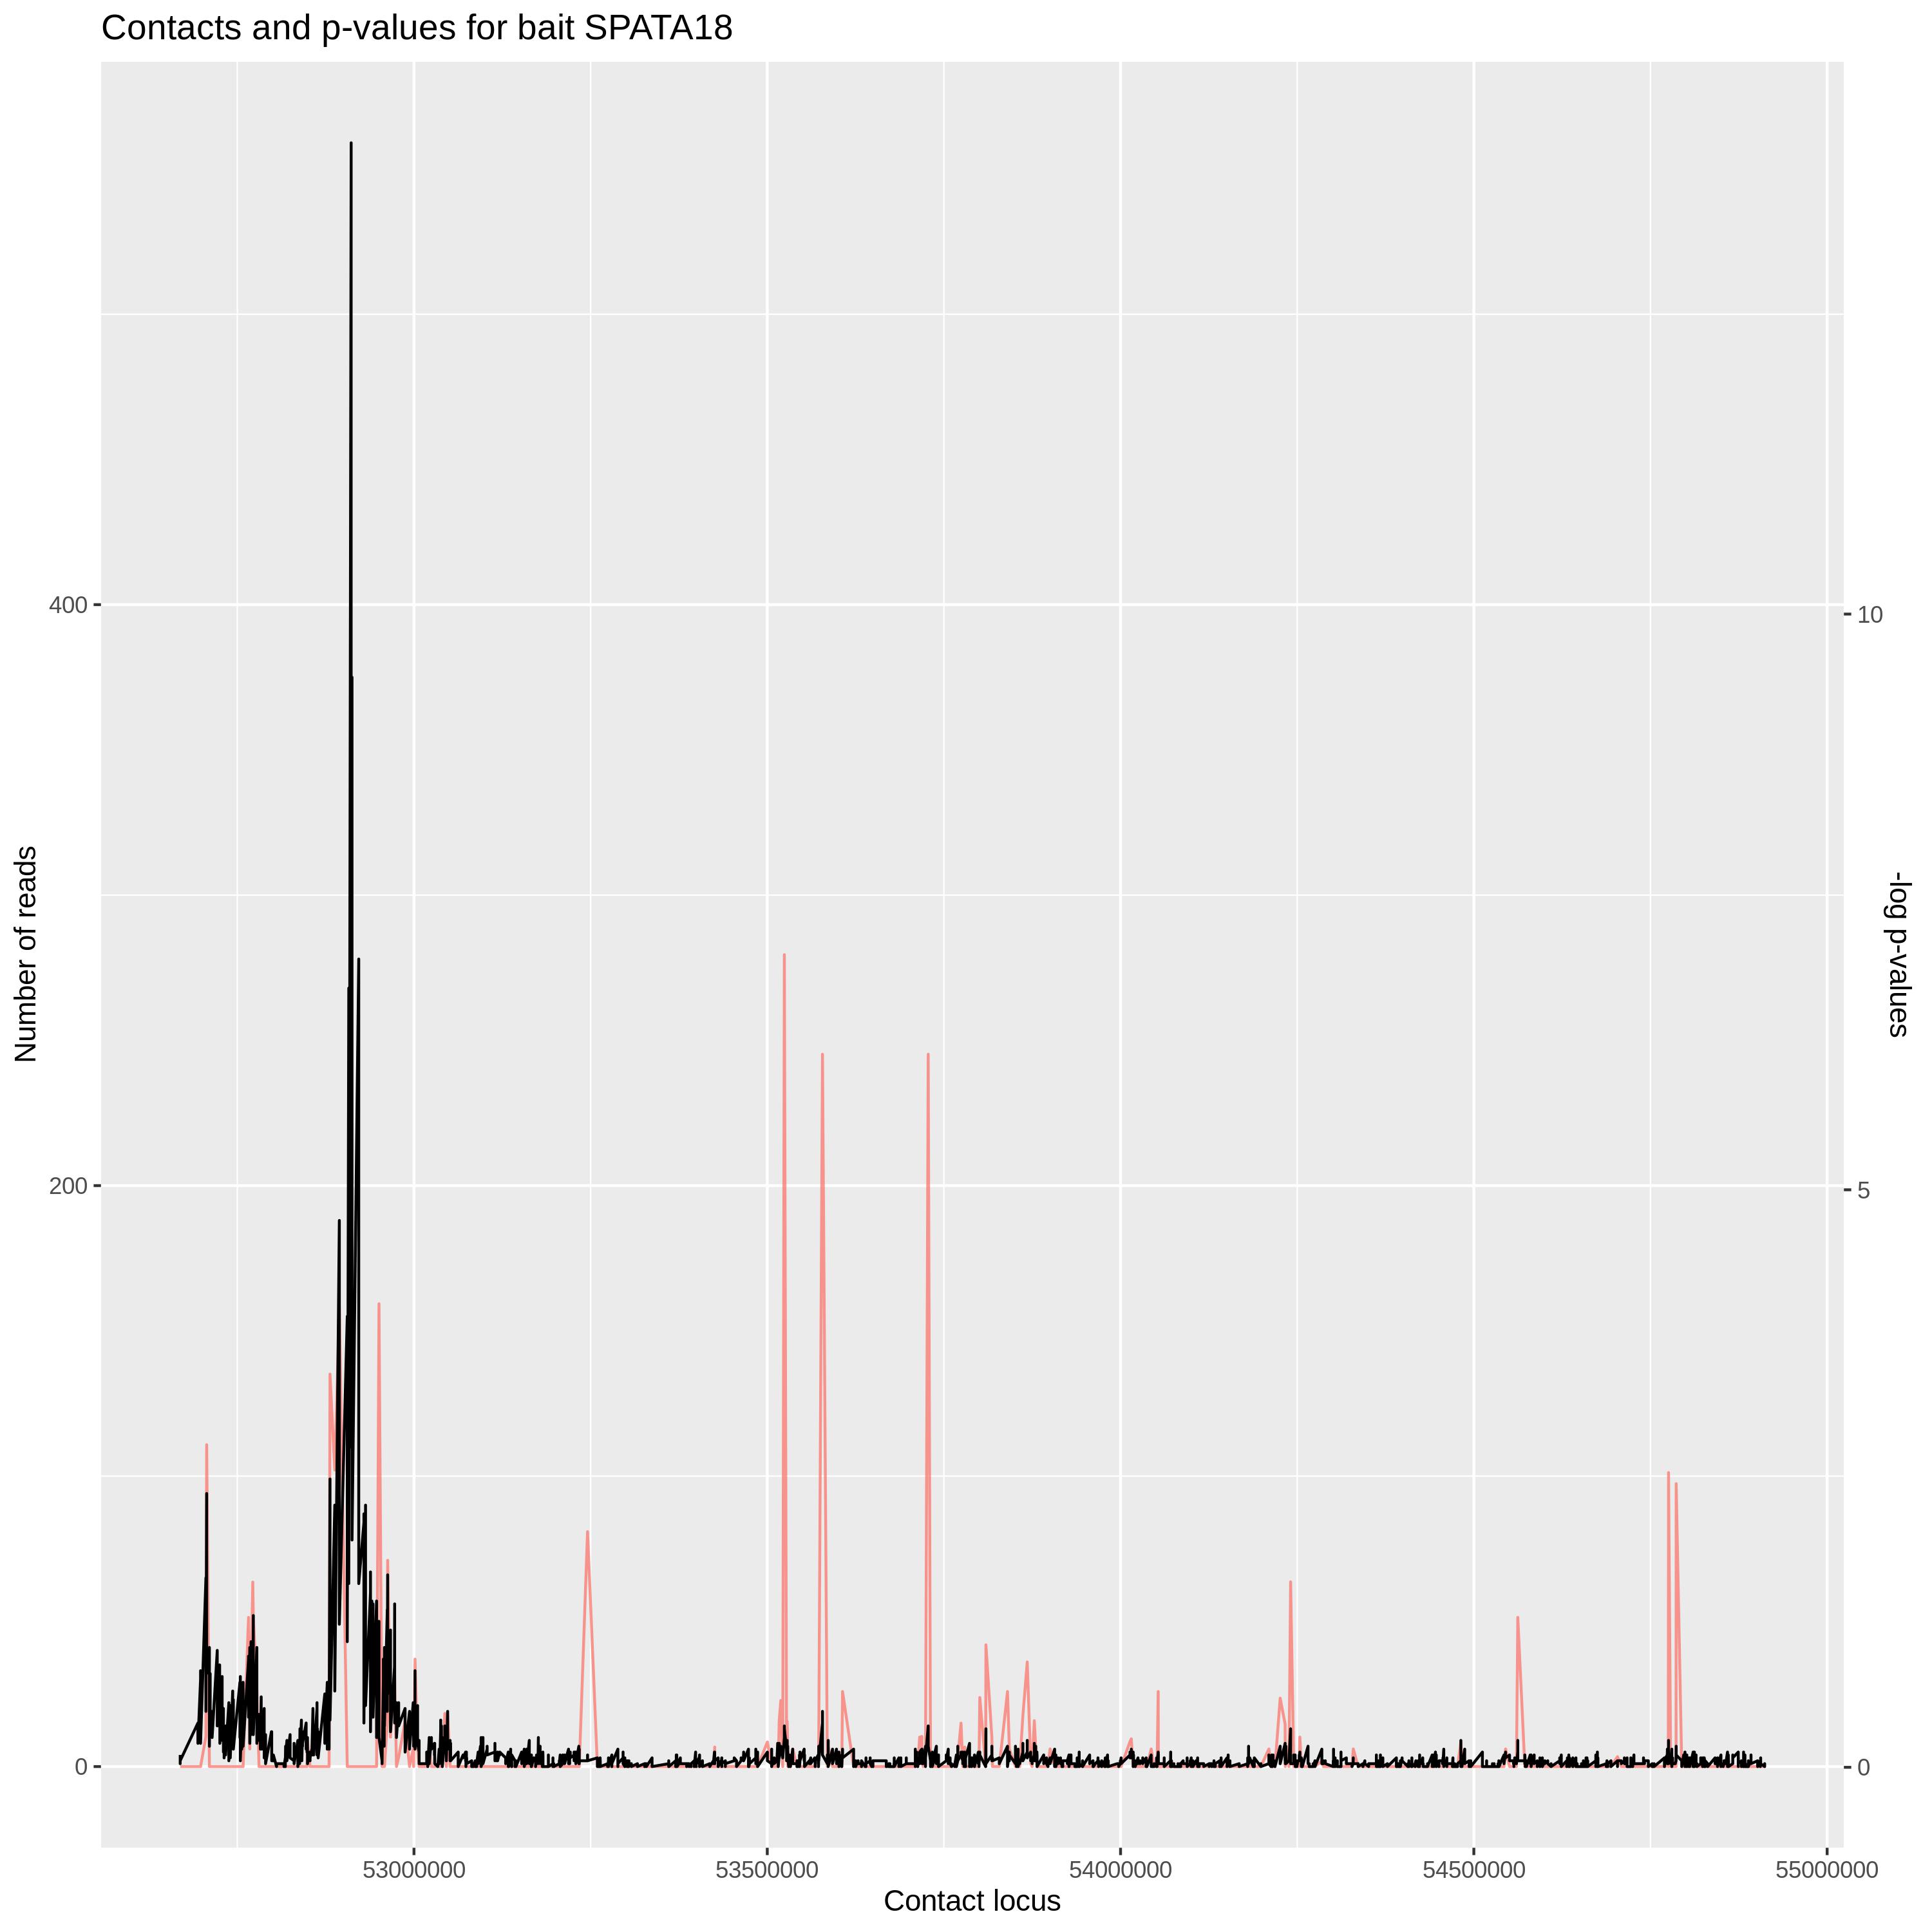 Contacts and p-values for bait SPATA18
Number of reads
400
200
0
10
5
0
-log p-values
53000000
53500000
54000000
54500000
55000000
Contact locus